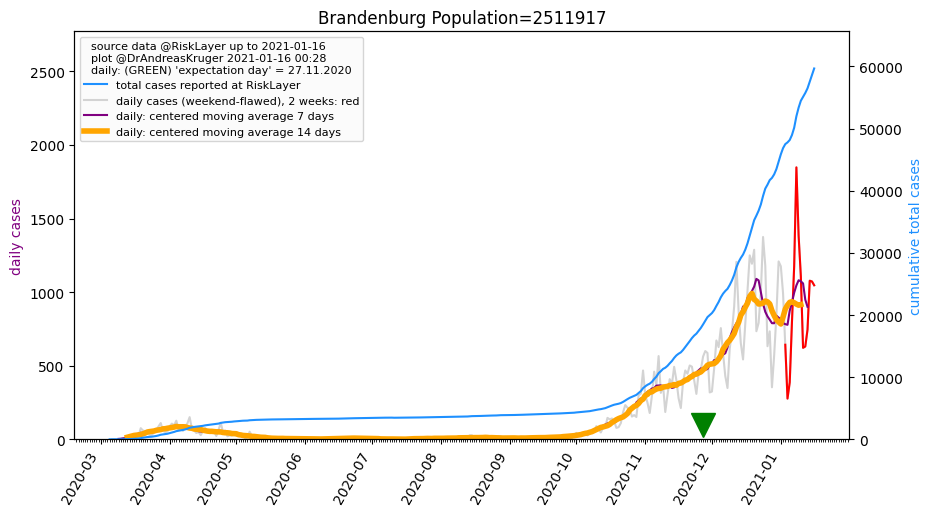 Brandenburg Population=2511917
source data @RiskLayer up to 2021-01-16
plot @DrAndreasKruger 2021-01-16 00:28
daily: (GREEN) 'expectation day' = 27.11.2020
total cases reported at RiskLayer
daily cases (weekend-flawed), 2 weeks: red
daily: centered moving average 7 days
daily: centered moving average 14 days
daily cases
2500
2000
1500
1000
500
0
60000
50000
40000
30000
20000
10000
0
cumulative total cases
2020-03
2020-04
2020-05
2020-06
2020-07
2020-08
2020-09
2020-10
2020-11
2020-12
2021-01